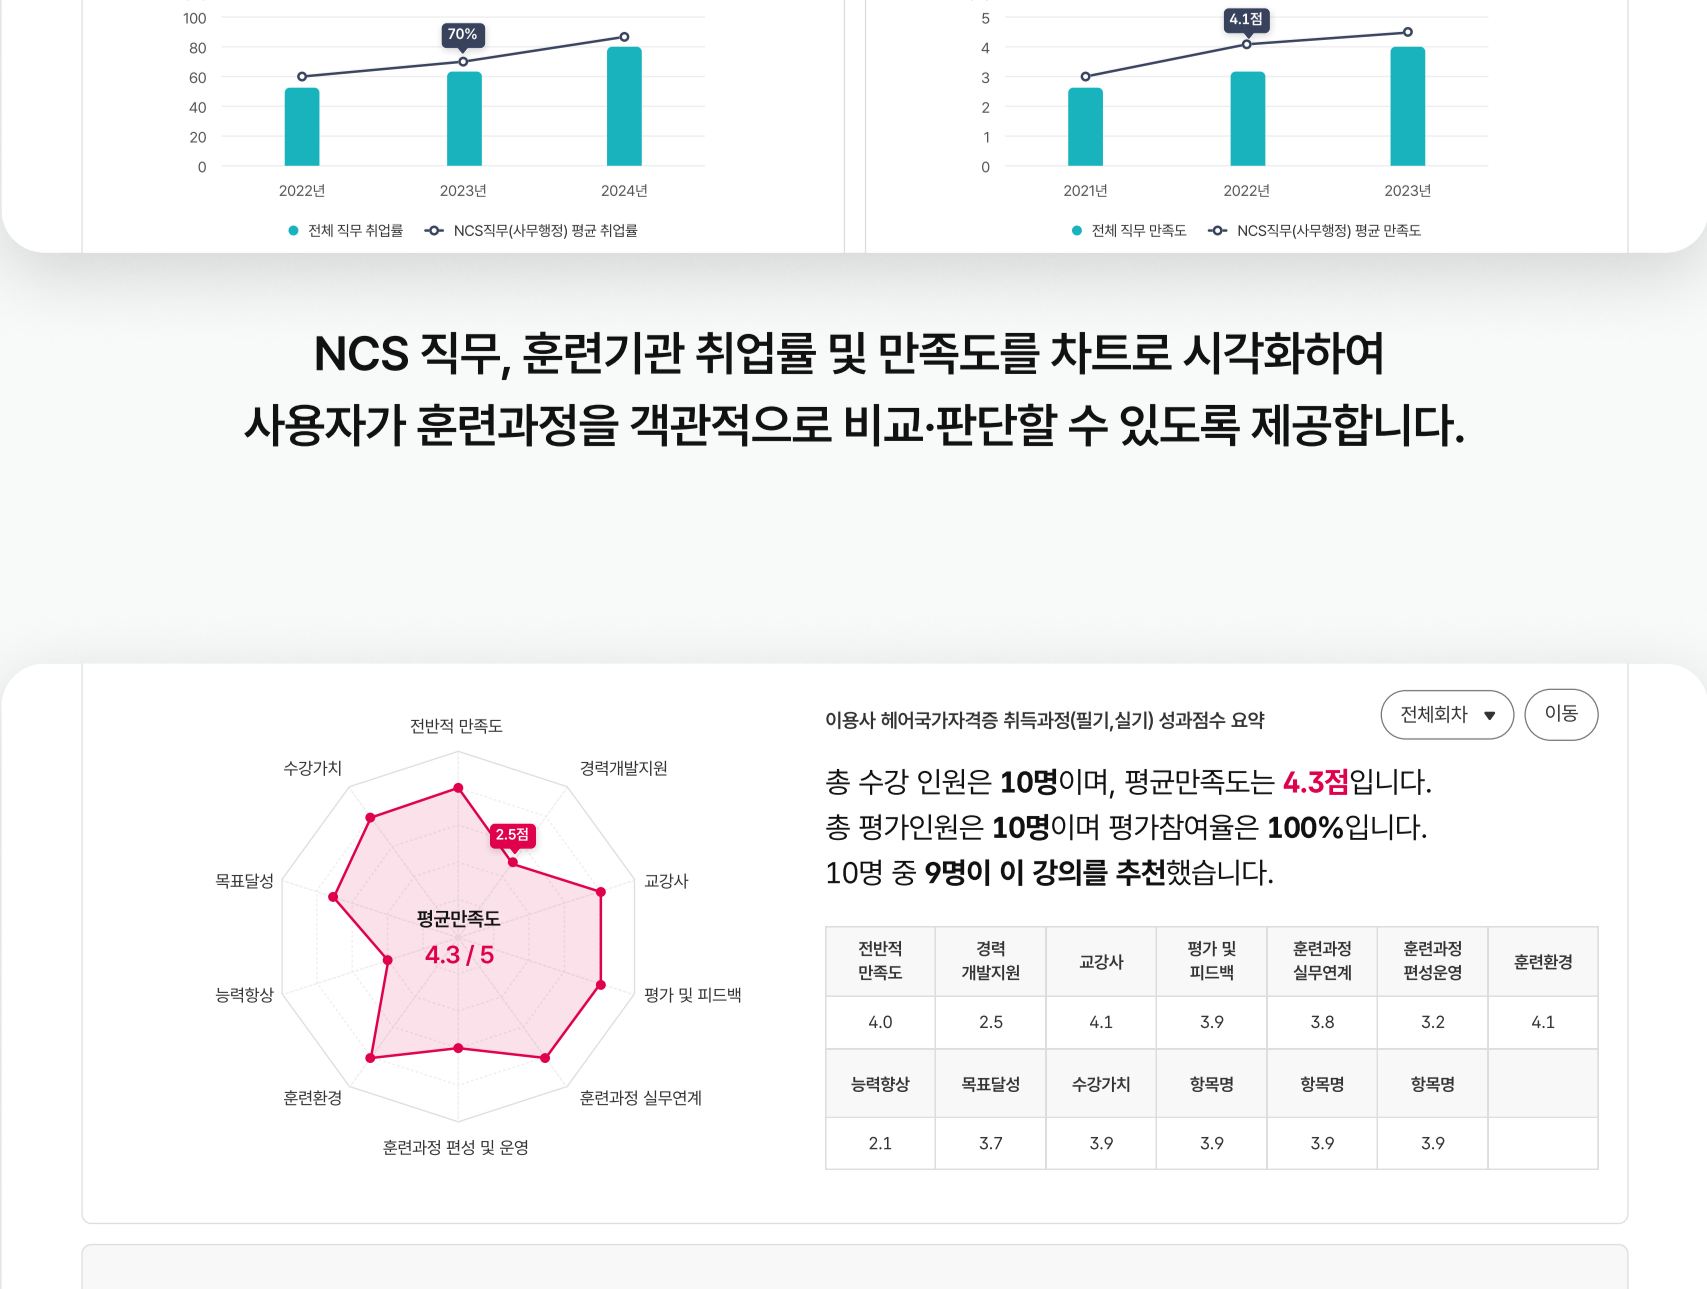 100
80
60
40
20
0
70%
2022년
2023년
2024년
전체 직무 취업률
NCS직무(사무행정) 평균 취업률
5
4
3
2
1
0
4.1점
2021년
2022년
2023년
전체 직무 만족도
NCS직무(사무행정) 평균 만족도
NCS 직무, 훈련기관 취업률 및 만족도를 차트로 시각화하여
사용자가 훈련과정을 객관적으로 비교·판단할 수 있도록 제공합니다.
전반적 만족도
경력개발지원
교강사
평가 및 피드백
훈련과정 실무연계
훈련과정 편성 및 운영
훈련환경
능력항상
목표달성
수강가치
2.5점
평균만족도
4.3 / 5
이용사 헤어국가자격증 취득과정(필기,실기) 성과점수 요약
전체회차
이동
총 수강 인원은 10명이며, 평균만족도는 4.3점입니다.
총 평가인원은 10명이며 평가참여율은 100%입니다.
10명 중 9명이 이 강의를 추천했습니다.
전반적 만족도 경력 개발지원 교강사 평가 및 피드백 훈련과정 실무연계 훈련과정 편성운영 훈련환경
4.0 2.5 4.1 3.9 3.8 3.2 4.1
능력향상 목표달성 수강가치 항목명 항목명 항목명
2.1 3.7 3.9 3.9 3.9 3.9